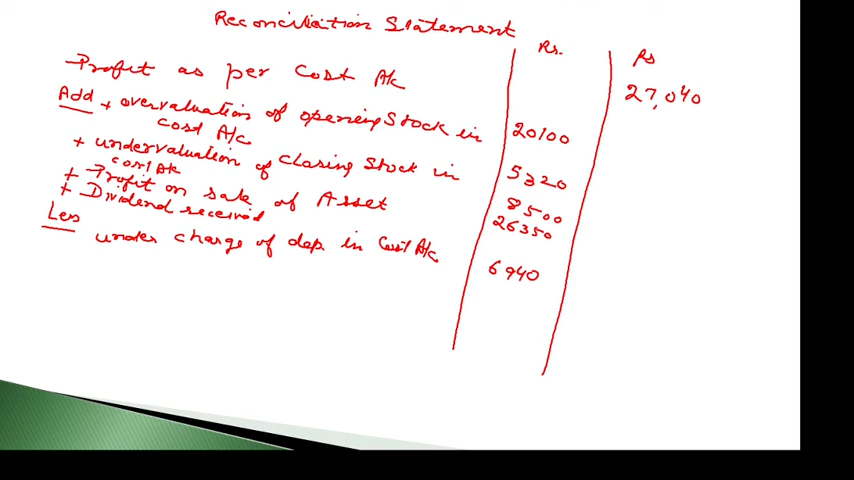 Reconciliation Statement
Rs. Rs
Profit as per Cost A/c 27,040
Add + overvaluation of opening Stock in
cost A/c 20100
+ undervaluation of closing Stock in
cost A/c 5320
+ Profit on sale of Asset 8500
+ Dividend received 26350
Less
under charge of dep. in Cost A/c 6940